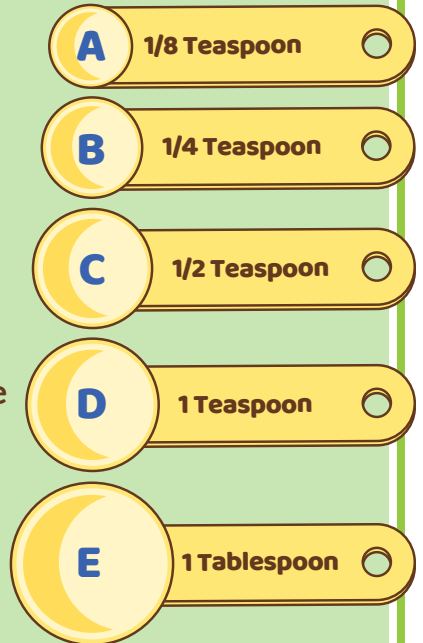 A 1/8 Teaspoon
B 1/4 Teaspoon
C 1/2 Teaspoon
e
D 1 Teaspoon
E 1 Tablespoon